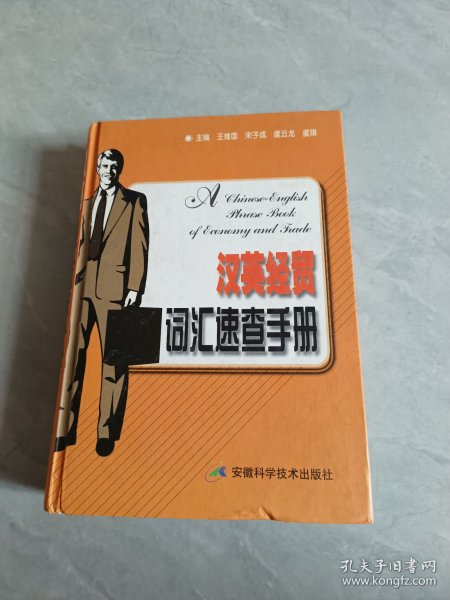 主编 王维国 宋子成 虞云龙 虞琪
A Chinese-English
Phrase Book
of Economy and Trade
汉英经贸
词汇速查手册
安徽科学技术出版社
孔夫子旧书网
www.kongfz.com